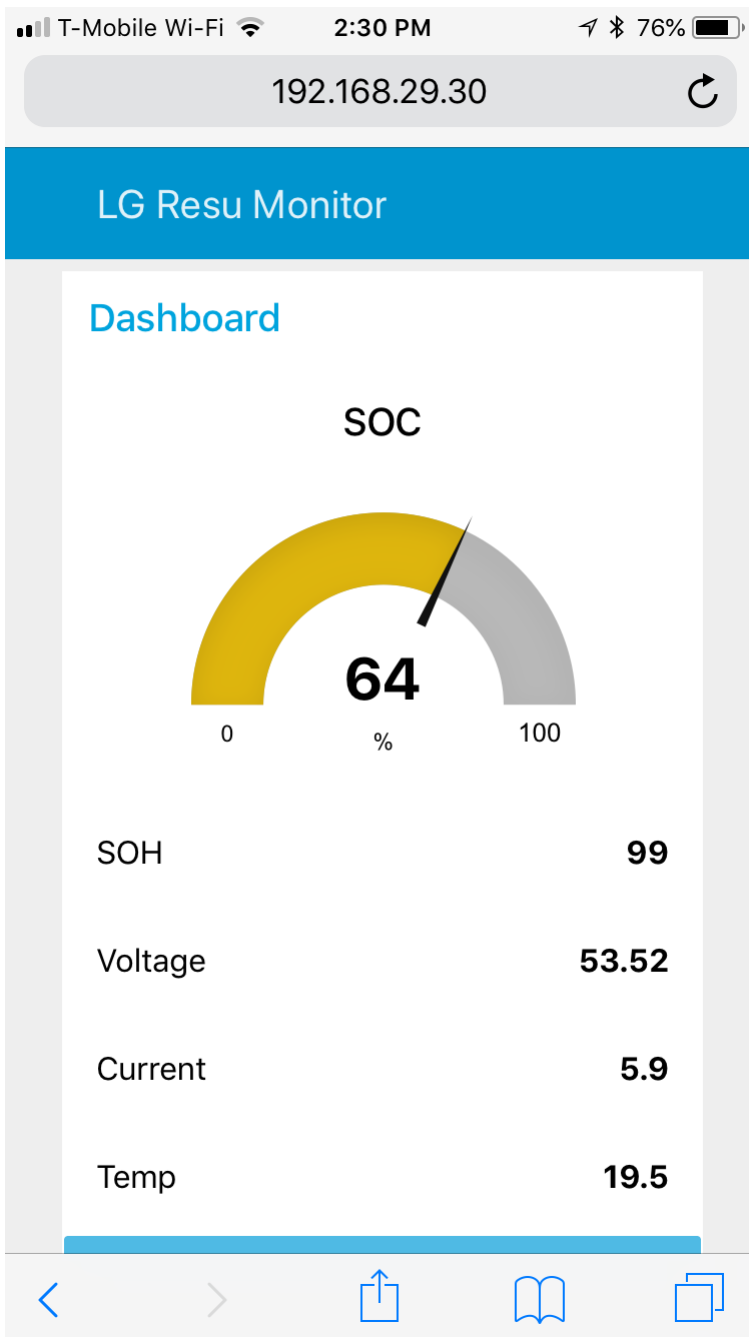 T-Mobile Wi-Fi 2:30 PM 76%
192.168.29.30
LG Resu Monitor
Dashboard
SOC
64
0 % 100
SOH 99
Voltage 53.52
Current 5.9
Temp 19.5